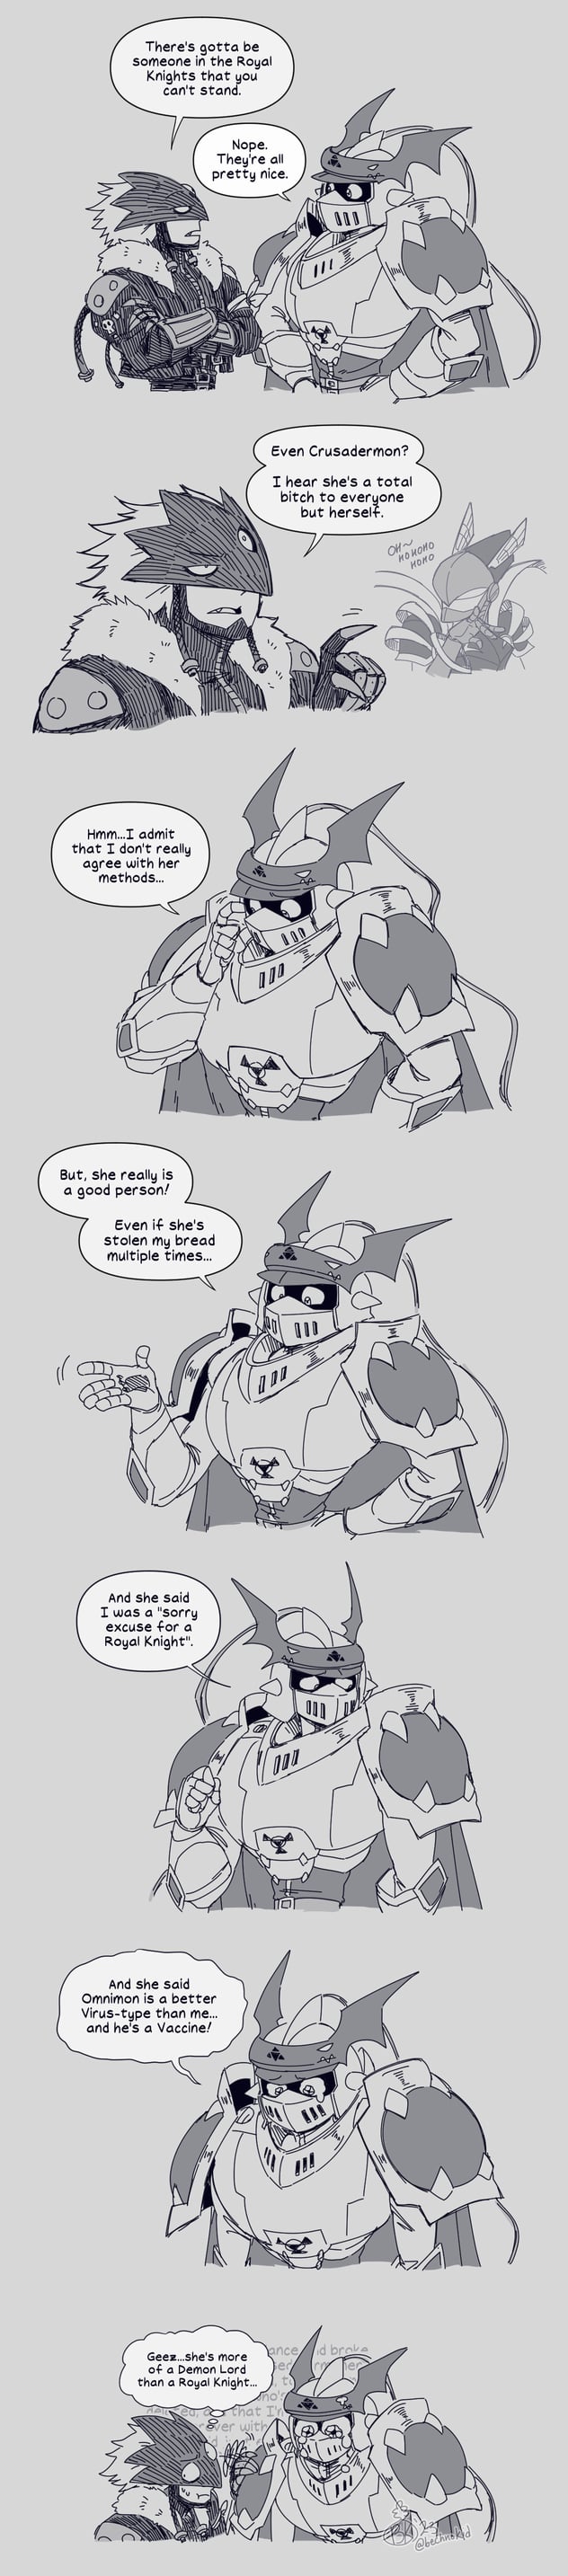 There's gotta be
someone in the Royal
Knights that you
can't stand.
Nope.
They're all
pretty nice.
Even Crusadermon?
I hear she's a total
bitch to everyone
but herself.
OH~
HOHOHO
HOHO
Hmm...I admit
that I don't really
agree with her
methods...
But, she really is
a good person!
Even if she's
stolen my bread
multiple times...
And she said
I was a "sorry
excuse for a
Royal Knight".
And she said
Omnimon is a better
Virus-type than me...
and he's a Vaccine!
Geez...she's more
of a Demon Lord
than a Royal Knight...
broke
that I'm
with
@bechnokid